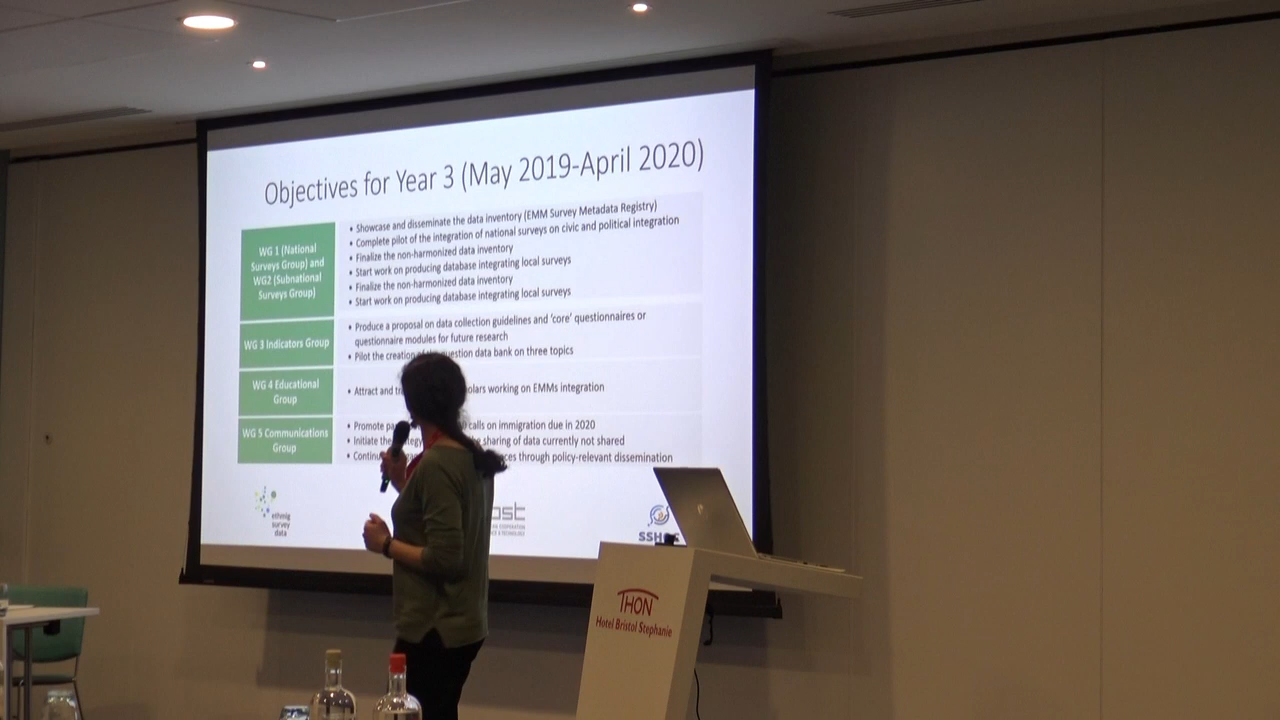 Objectives for Year 3 (May 2019-April 2020)
WG 1 (National
Surveys Group) and
WG2 (Subnational
Surveys Group)
• Showcase and disseminate the data inventory (EMM Survey Metadata Registry)
• Complete pilot of the integration of national surveys on civic and political integration
• Finalize the non-harmonized data inventory
• Start work on producing database integrating local surveys
• Finalize the non-harmonized data inventory
• Start work on producing database integrating local surveys
WG 3 Indicators Group
• Produce a proposal on data collection guidelines and 'core' questionnaires or
questionnaire modules for future research
• Pilot the creation question data bank on three topics
WG 4 Educational
Group
• Attract and working on EMMs integration
WG 5 Communications
Group
• Promote calls on immigration due in 2020
• Initiate the sharing of data currently not shared
• through policy-relevant dissemination
ethmig
survey
data
THON
Hotel Bristol Stephanie